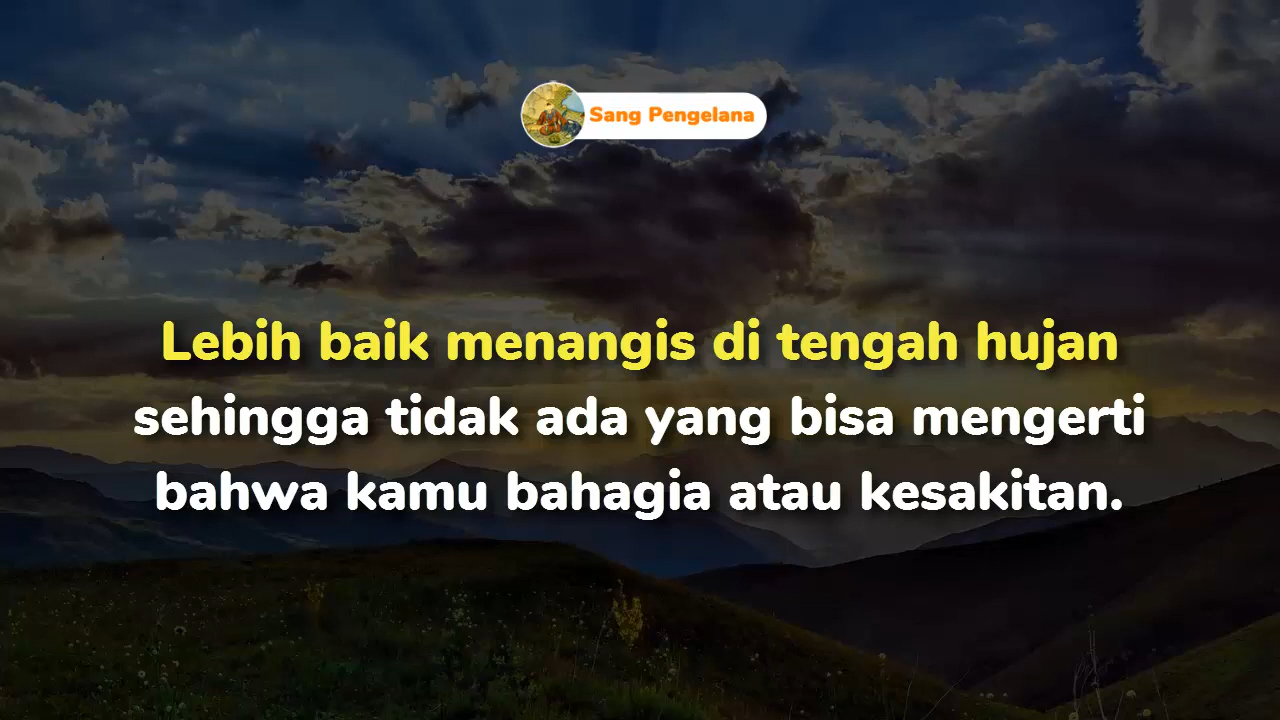 Sang Pengelana
Lebih baik menangis di tengah hujan
sehingga tidak ada yang bisa mengerti
bahwa kamu bahagia atau kesakitan.